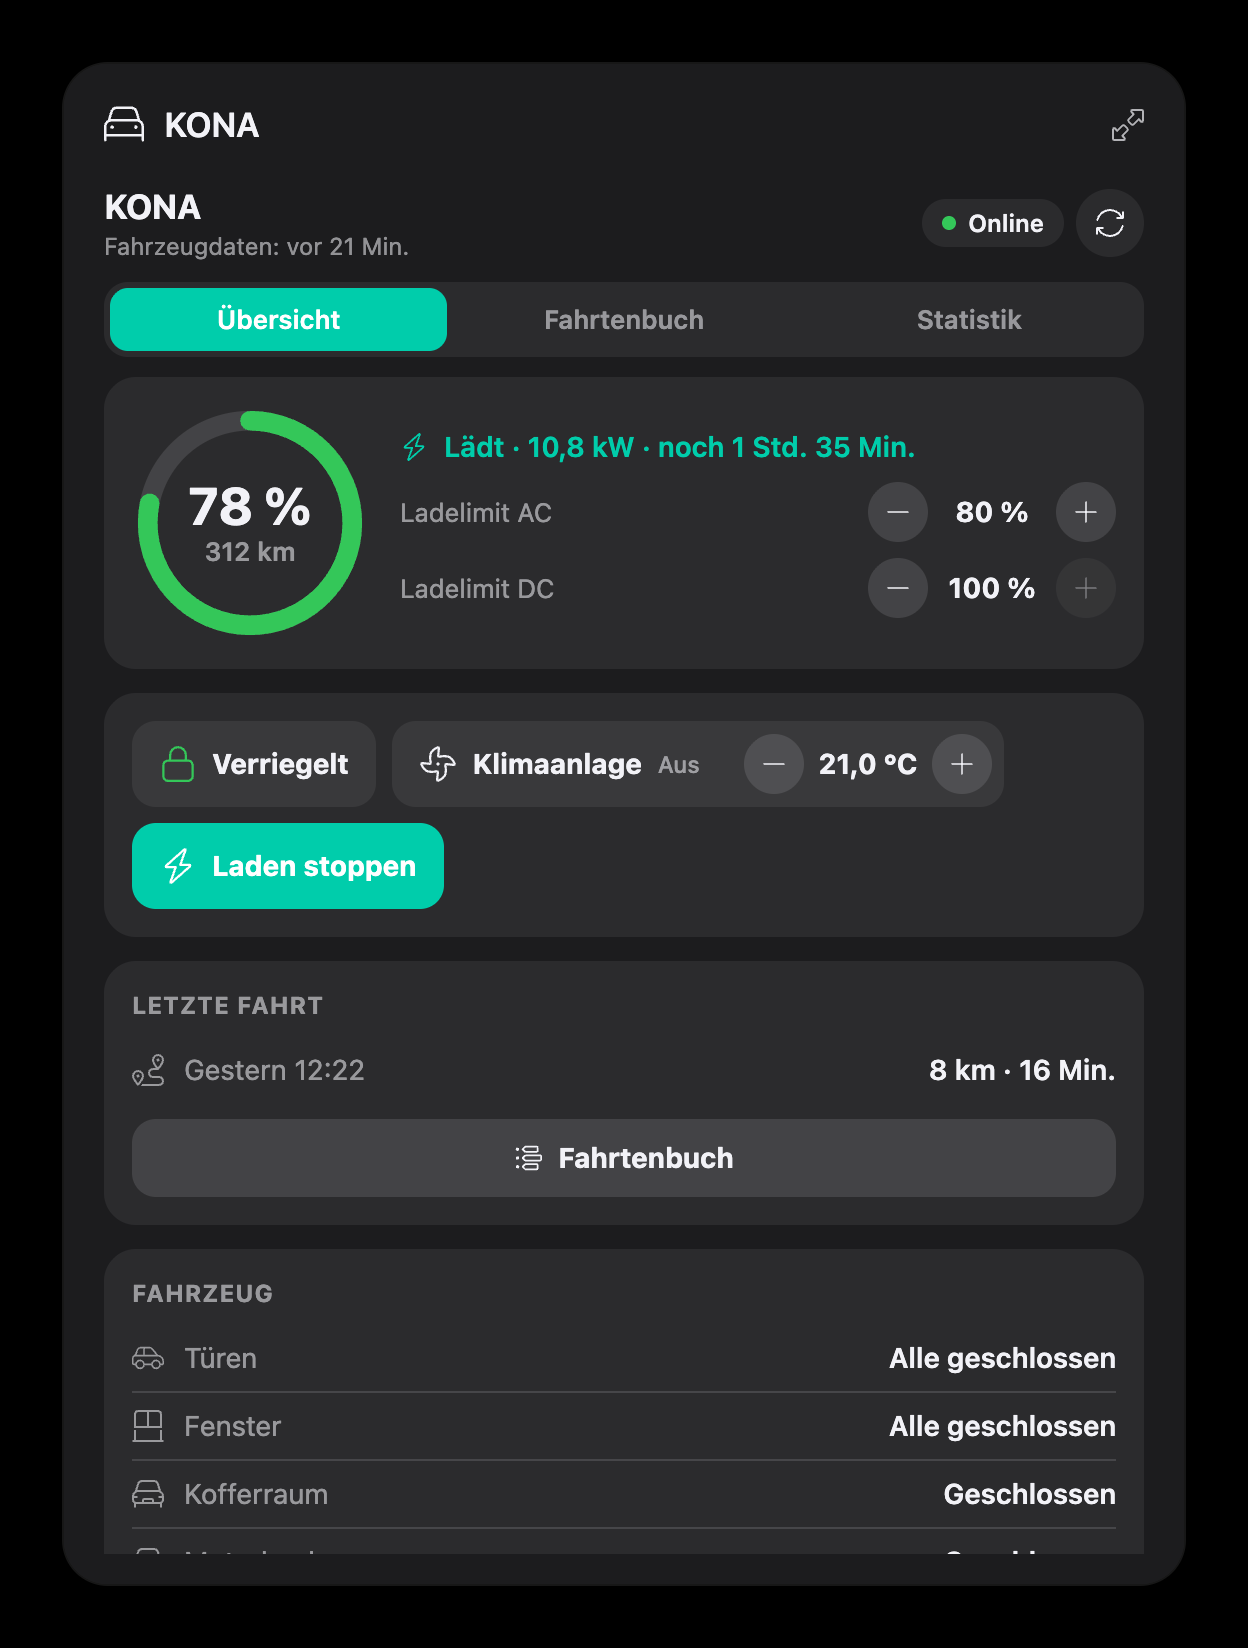 KONA
KONA
Fahrzeugdaten: vor 21 Min.
Online
Übersicht
Fahrtenbuch
Statistik
78 %
312 km
Lädt · 10,8 kW · noch 1 Std. 35 Min.
Ladelimit AC
80 %
Ladelimit DC
100 %
Verriegelt
Klimaanlage Aus
21,0 °C
Laden stoppen
LETZTE FAHRT
Gestern 12:22
8 km · 16 Min.
Fahrtenbuch
FAHRZEUG
Türen
Alle geschlossen
Fenster
Alle geschlossen
Kofferraum
Geschlossen